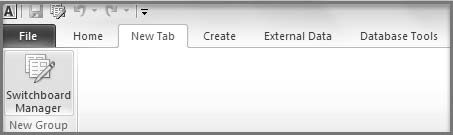 A
File Home New Tab Create External Data Database Tools
Switchboard
Manager
New Group